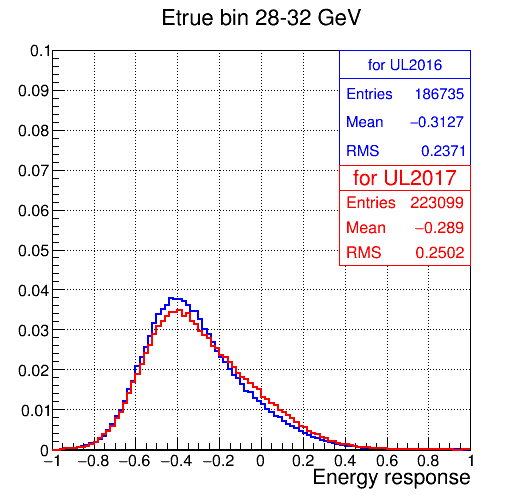 Etrue bin 28-32 GeV
for UL2016
Entries 186735
Mean −0.3127
RMS 0.2371
for UL2017
Entries 223099
Mean −0.289
RMS 0.2502
0.1
0.09
0.08
0.07
0.06
0.05
0.04
0.03
0.02
0.01
0
−1 −0.8 −0.6 −0.4 −0.2 0 0.2 0.4 0.6 0.8 1
Energy response